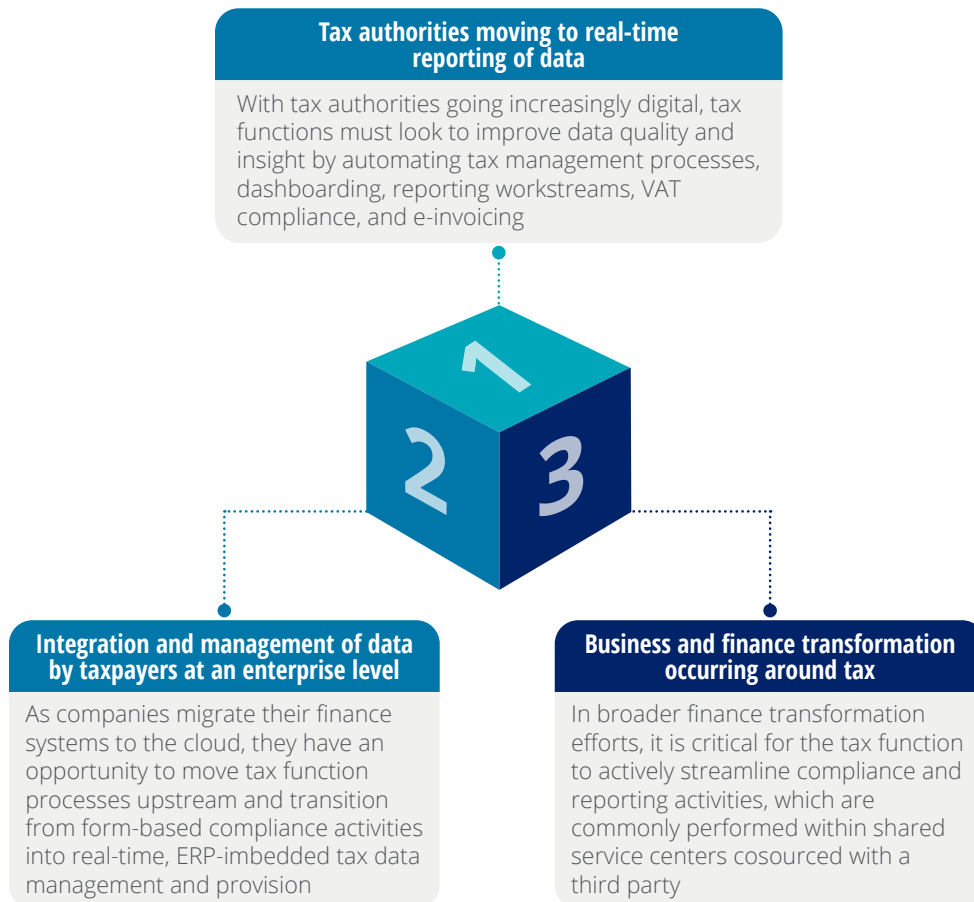 Tax authorities moving to real-time
reporting of data
With tax authorities going increasingly digital, tax
functions must look to improve data quality and
insight by automating tax management processes,
dashboarding, reporting workstreams, VAT
compliance, and e-invoicing
1
2
3
Integration and management of data
by taxpayers at an enterprise level
As companies migrate their finance
systems to the cloud, they have an
opportunity to move tax function
processes upstream and transition
from form-based compliance activities
into real-time, ERP-imbedded tax data
management and provision
Business and finance transformation
occurring around tax
In broader finance transformation
efforts, it is critical for the tax function
to actively streamline compliance and
reporting activities, which are
commonly performed within shared
service centers cosourced with a
third party